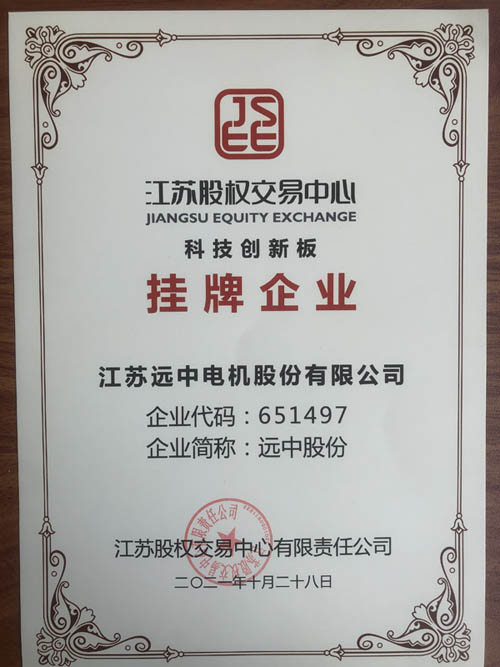 JS
EE
江苏股权交易中心
JIANGSU EQUITY EXCHANGE
科技创新板
挂牌企业
江苏远中电机股份有限公司
企业代码：651497
企业简称：远中股份
江苏股权交易中心有限责任公司
二〇二一年十月二十八日